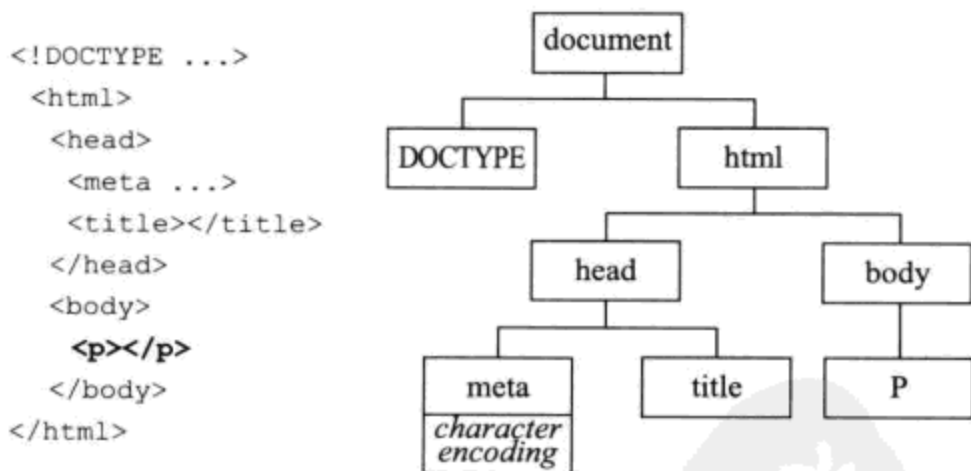 <!DOCTYPE ...>
<html>
<head>
<meta ...>
<title></title>
</head>
<body>
<p></p>
</body>
</html>
document
DOCTYPE
html
head
body
meta
title
P
character
encoding